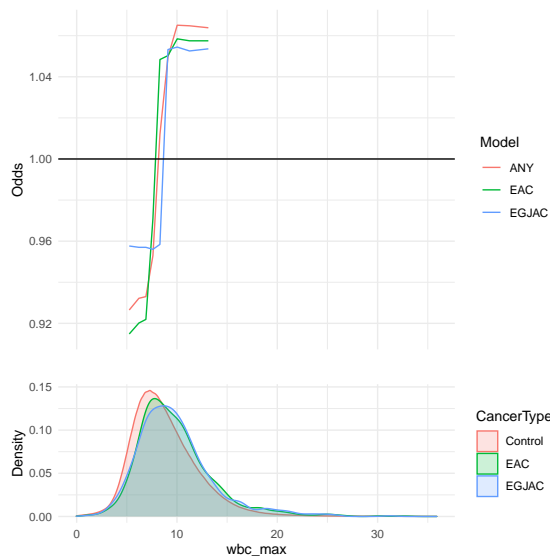 1.04
1.00
0.96
0.92
Odds
Model
ANY
EAC
EGJAC
0.15
0.10
0.05
0.00
Density
0
10
20
30
wbc_max
CancerType
Control
EAC
EGJAC